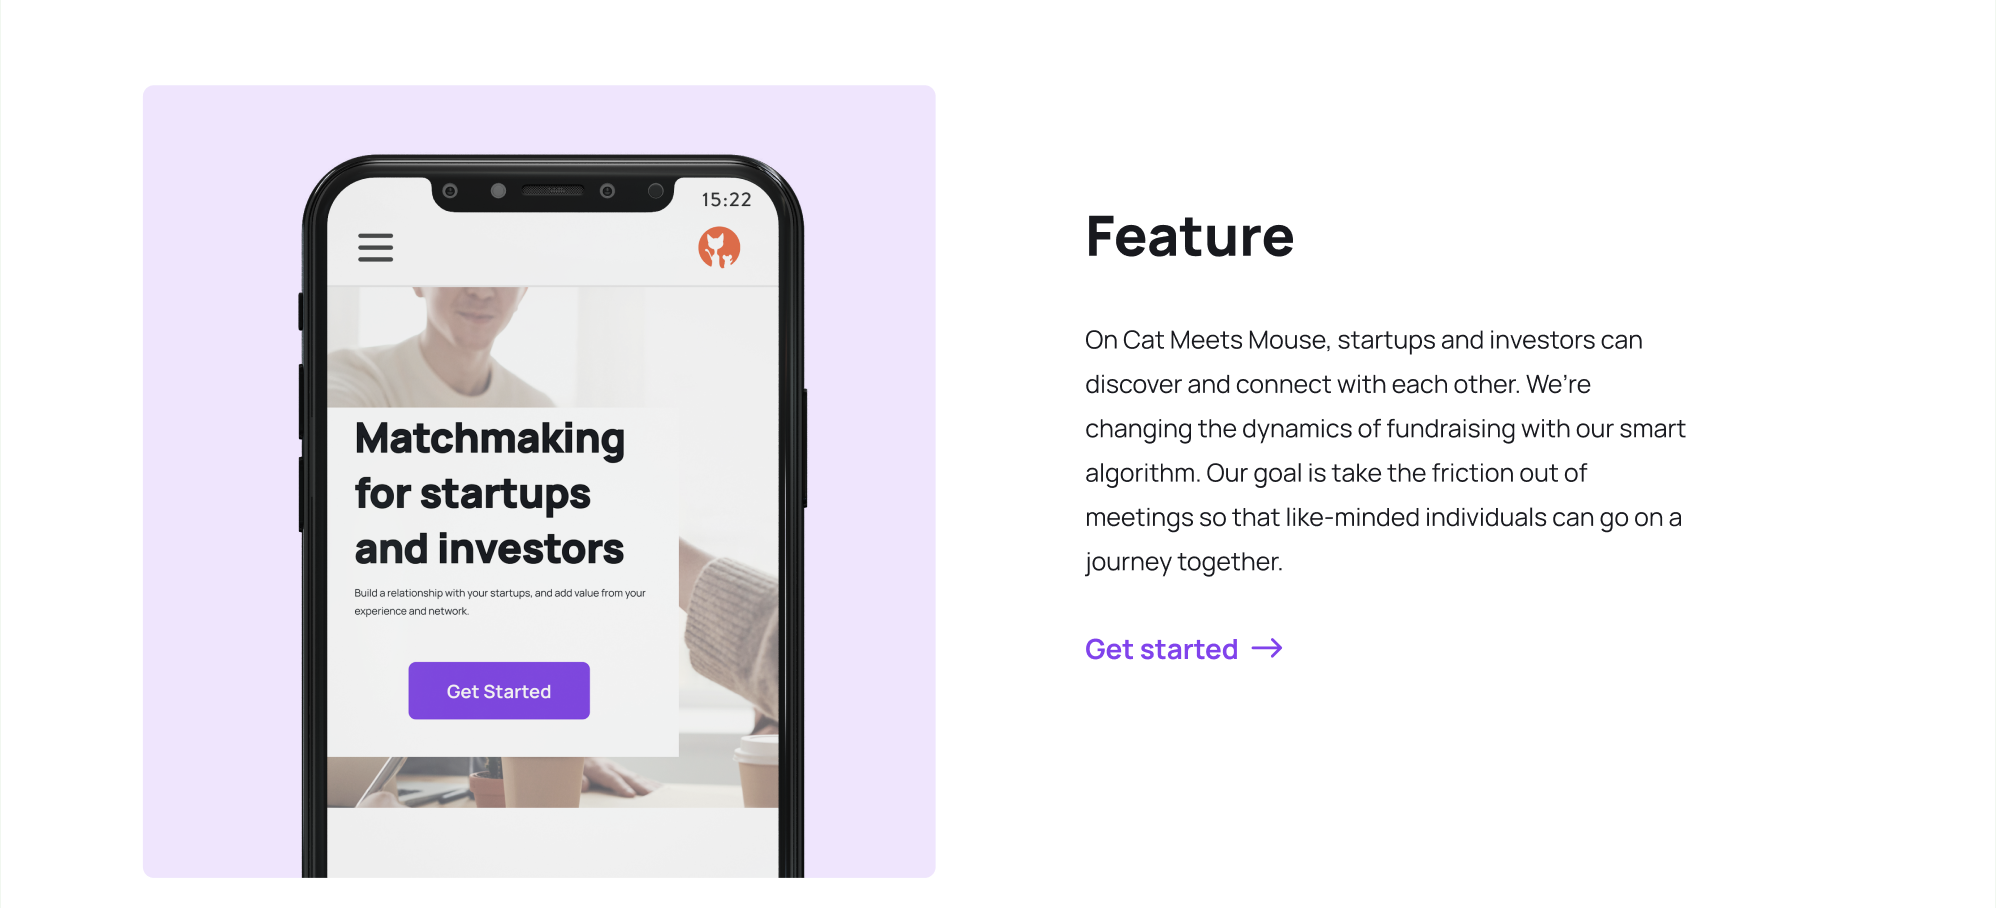 15:22
Matchmaking
for startups
and investors
Build a relationship with your startups, and add value from your
experience and network.
Get Started
Feature
On Cat Meets Mouse, startups and investors can
discover and connect with each other. We’re
changing the dynamics of fundraising with our smart
algorithm. Our goal is take the friction out of
meetings so that like-minded individuals can go on a
journey together.
Get started →